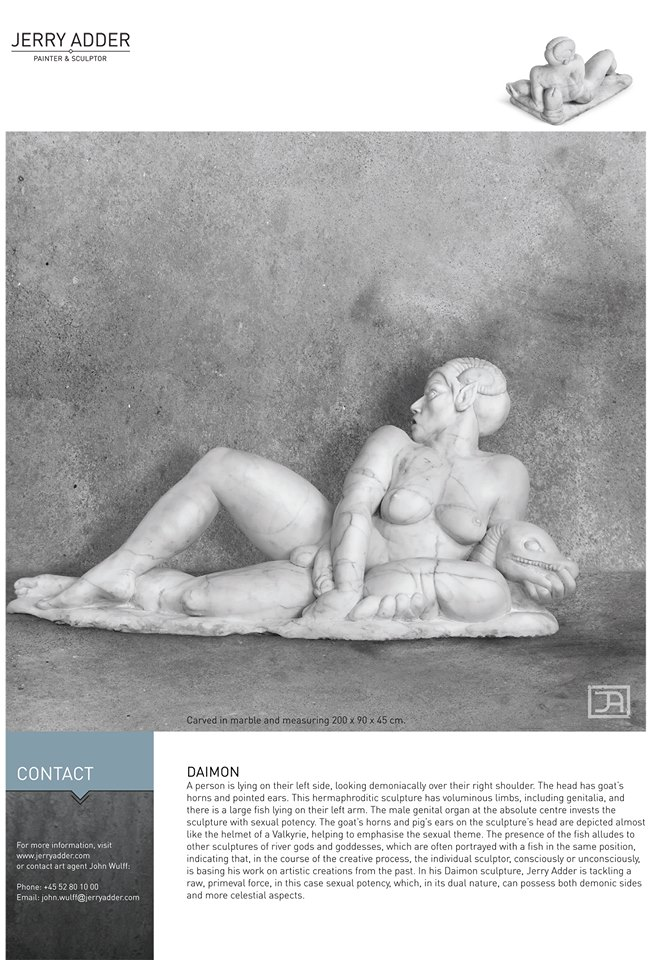 JERRY ADDER
PAINTER & SCULPTOR
JA
Carved in marble and measuring 200 x 90 x 45 cm.
CONTACT
For more information, visit
www.jerryadder.com
or contact art agent John Wulff:
Phone: +45 52 80 10 00
Email: john.wulff@jerryadder.com
DAIMON
A person is lying on their left side, looking demoniacally over their right shoulder. The head has goat's
horns and pointed ears. This hermaphroditic sculpture has voluminous limbs, including genitalia, and
there is a large fish lying on their left arm. The male genital organ at the absolute centre invests the
sculpture with sexual potency. The goat's horns and pig's ears on the sculpture's head are depicted almost
like the helmet of a Valkyrie, helping to emphasise the sexual theme. The presence of the fish alludes to
other sculptures of river gods and goddesses, which are often portrayed with a fish in the same position,
indicating that, in the course of the creative process, the individual sculptor, consciously or unconsciously,
is basing his work on artistic creations from the past. In his Daimon sculpture, Jerry Adder is tackling a
raw, primeval force, in this case sexual potency, which, in its dual nature, can possess both demonic sides
and more celestial aspects.